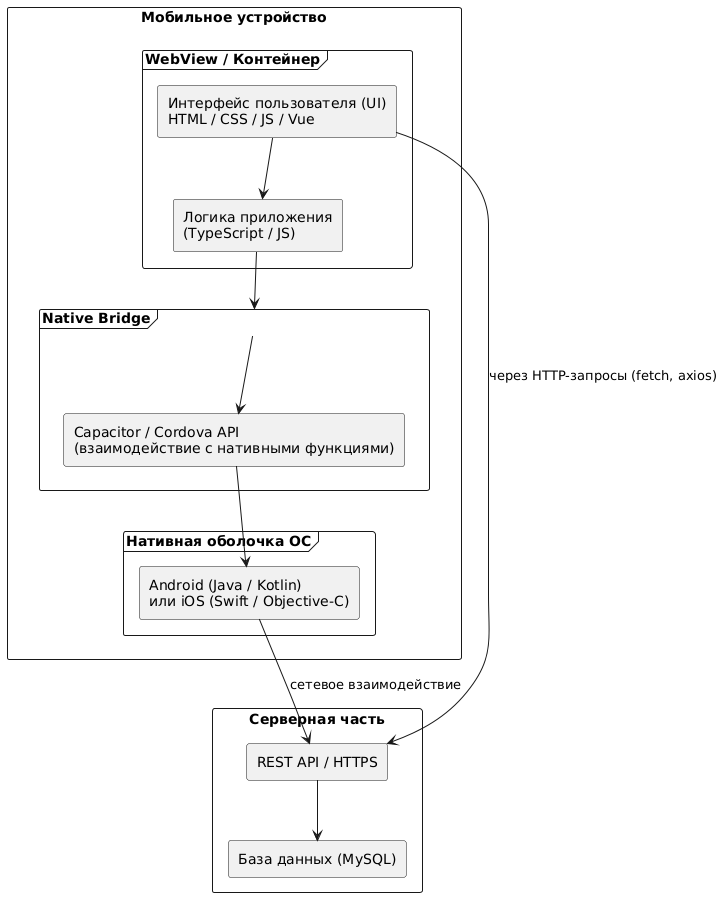 Мобильное устройство
WebView / Контейнер
Интерфейс пользователя (UI)
HTML / CSS / JS / Vue
Логика приложения
(TypeScript / JS)
Native Bridge
через HTTP-запросы (fetch, axios)
Capacitor / Cordova API
(взаимодействие с нативными функциями)
Нативная оболочка ОС
Android (Java / Kotlin)
или iOS (Swift / Objective-C)
сетевое взаимодействие
Серверная часть
REST API / HTTPS
База данных (MySQL)